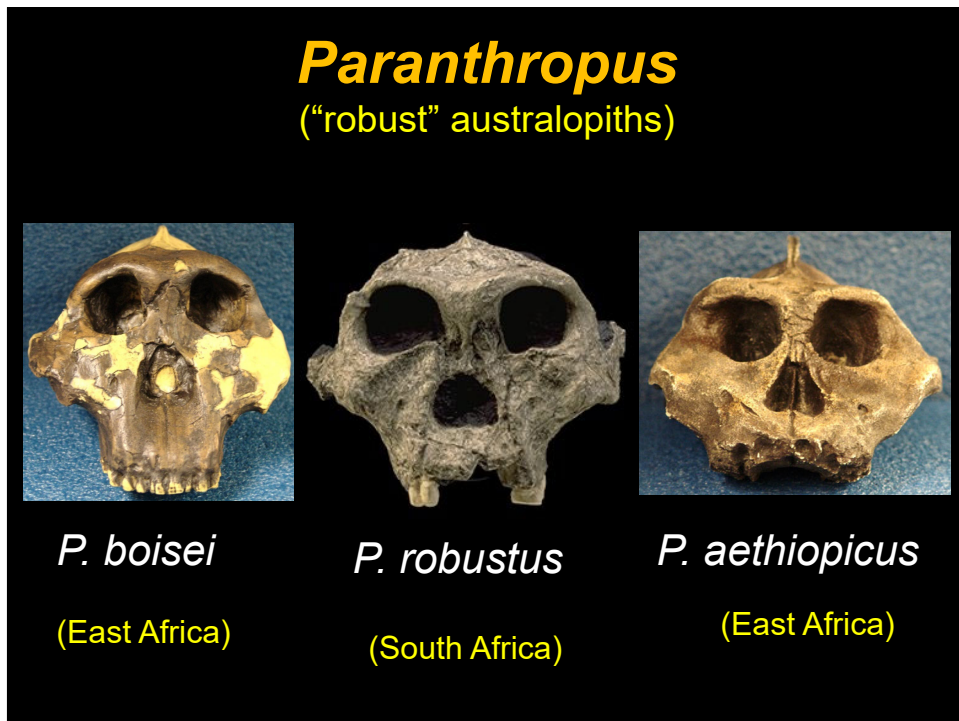 Paranthropus
(“robust” australopiths)
P. boisei
P. robustus
P. aethiopicus
(East Africa)
(South Africa)
(East Africa)